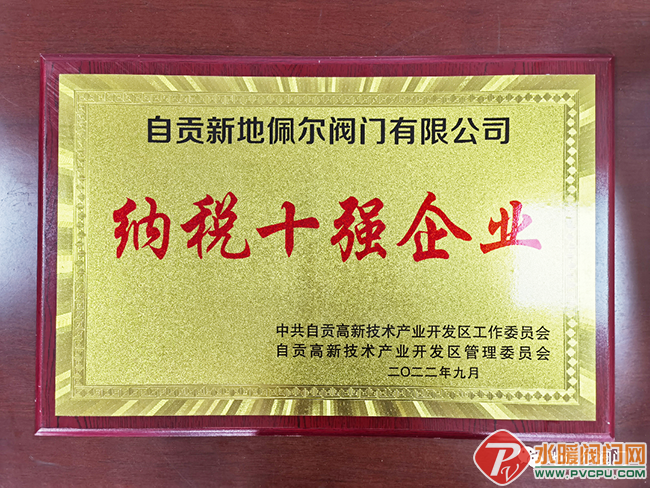 自贡新地佩尔阀门有限公司
纳税十强企业
中共自贡高新技术产业开发区工作委员会
自贡高新技术产业开发区管理委员会
二〇二二年九月
PV
水暖阀门网
WWW.PVCPU.COM